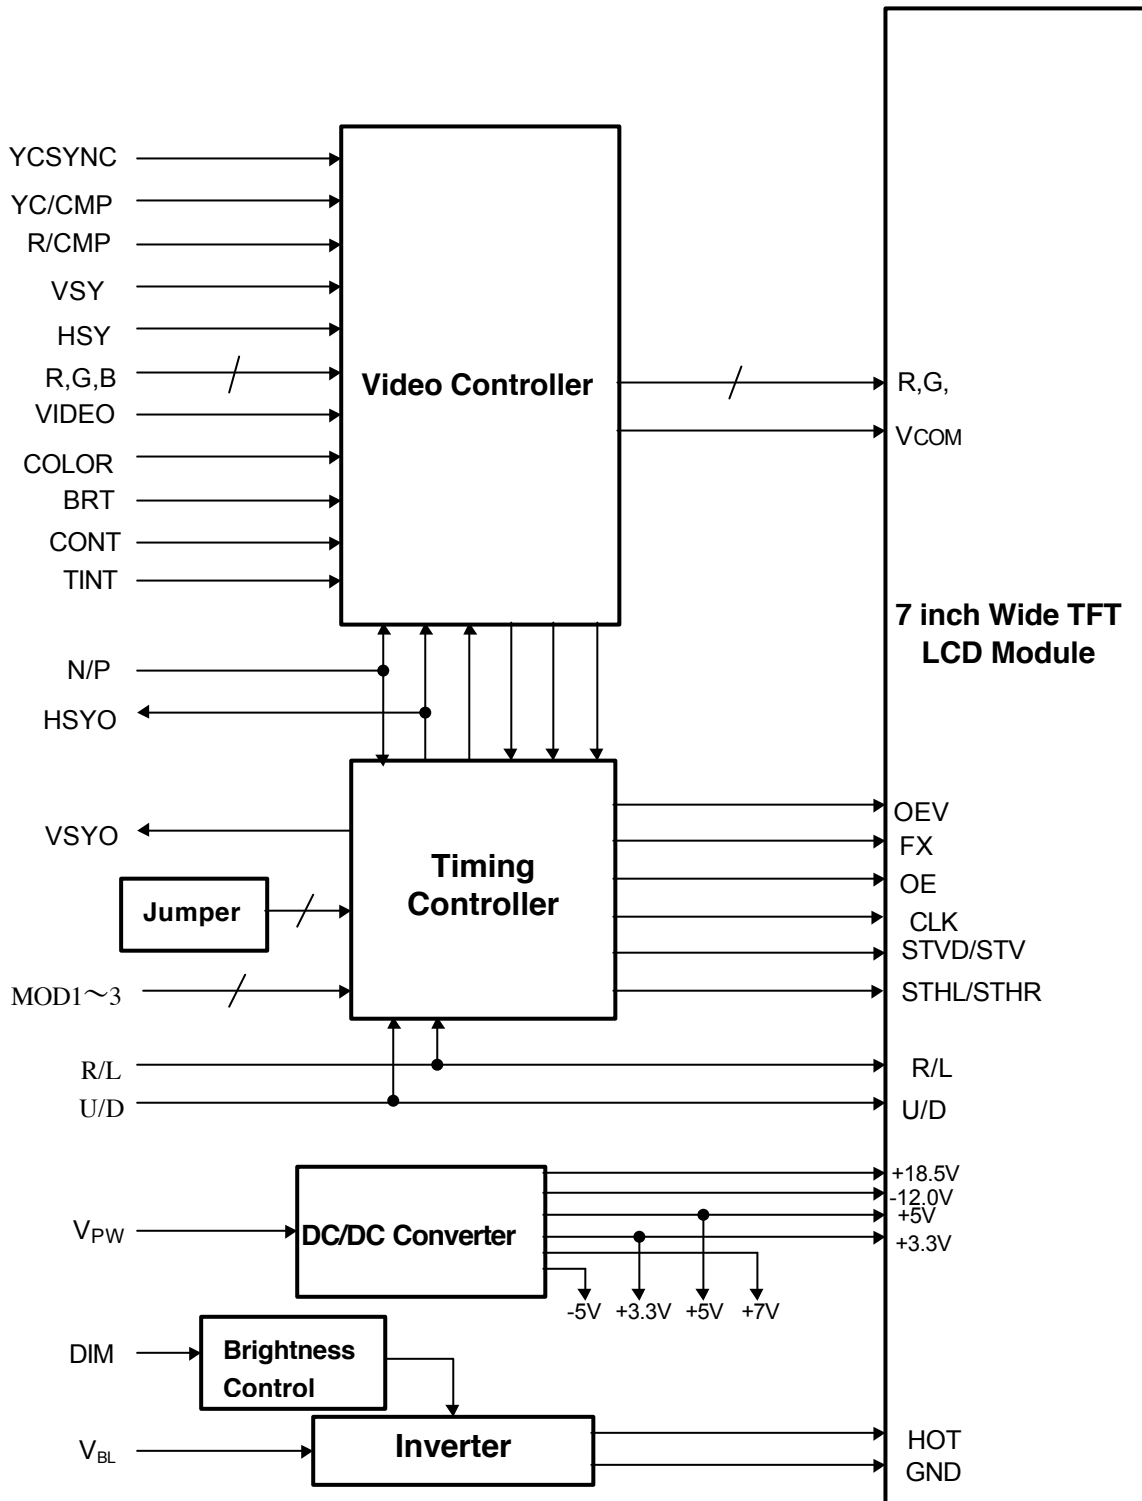 YCSYNC
YC/CMP
R/CMP
VSY
HSY
R,G,B
VIDEO
COLOR
BRT
CONT
TINT
Video Controller
R,G,
VCOM
7 inch Wide TFT
LCD Module
N/P
HSYO
VSYO
Jumper
MOD1～3
Timing
Controller
OEV
FX
OE
CLK
STVD/STV
STHL/STHR
R/L
U/D
R/L
U/D
VPW
DC/DC Converter
+18.5V
-12.0V
+5V
+3.3V
-5V
+3.3V
+5V
+7V
DIM
Brightness
Control
VBL
Inverter
HOT
GND